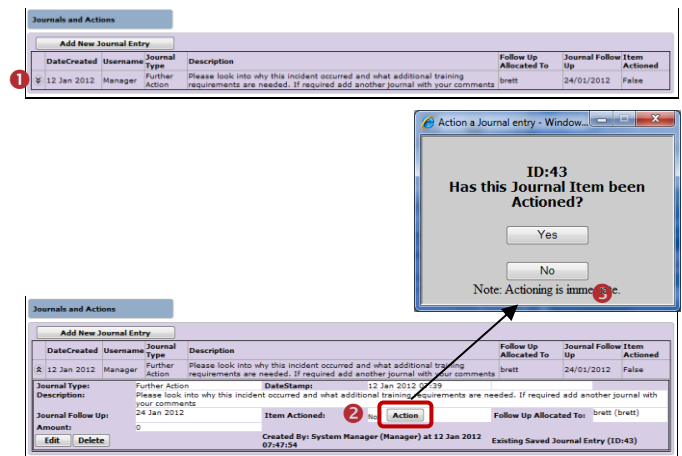 Journals and Actions
Add New Journal Entry
DateCreated Username Journal Type Description Follow Up Allocated To Journal Follow Up Item Actioned
1
12 Jan 2012 Manager Further Action Please look into why this incident occurred and what additional training requirements are needed. If required add another journal with your comments brett 24/01/2012 False
Action a Journal entry - Window...
ID:43
Has this Journal Item been
Actioned?
Yes
No
Note: Actioning is
3
Journals and Actions
Add New Journal Entry
DateCreated Username Journal Type Description Follow Up Allocated To Journal Follow Up Item Actioned
12 Jan 2012 Manager Further Action Please look into why this incident occurred and what additional training requirements are needed. If required add another journal with your comments brett 24/01/2012 False
Journal Type: Further Action DateStamp: 12 Jan 2012 07:39
Description: Please look into why this incident occurred and what additional training requirements are needed. If required add another journal with
your comments
Journal Follow Up: 24 Jan 2012 Item Actioned: 2 No Action Follow Up Allocated To: brett (brett)
Amount: 0
Edit Delete Created By: System Manager (Manager) at 12 Jan 2012 07:47:54 Existing Saved Journal Entry (ID:43)